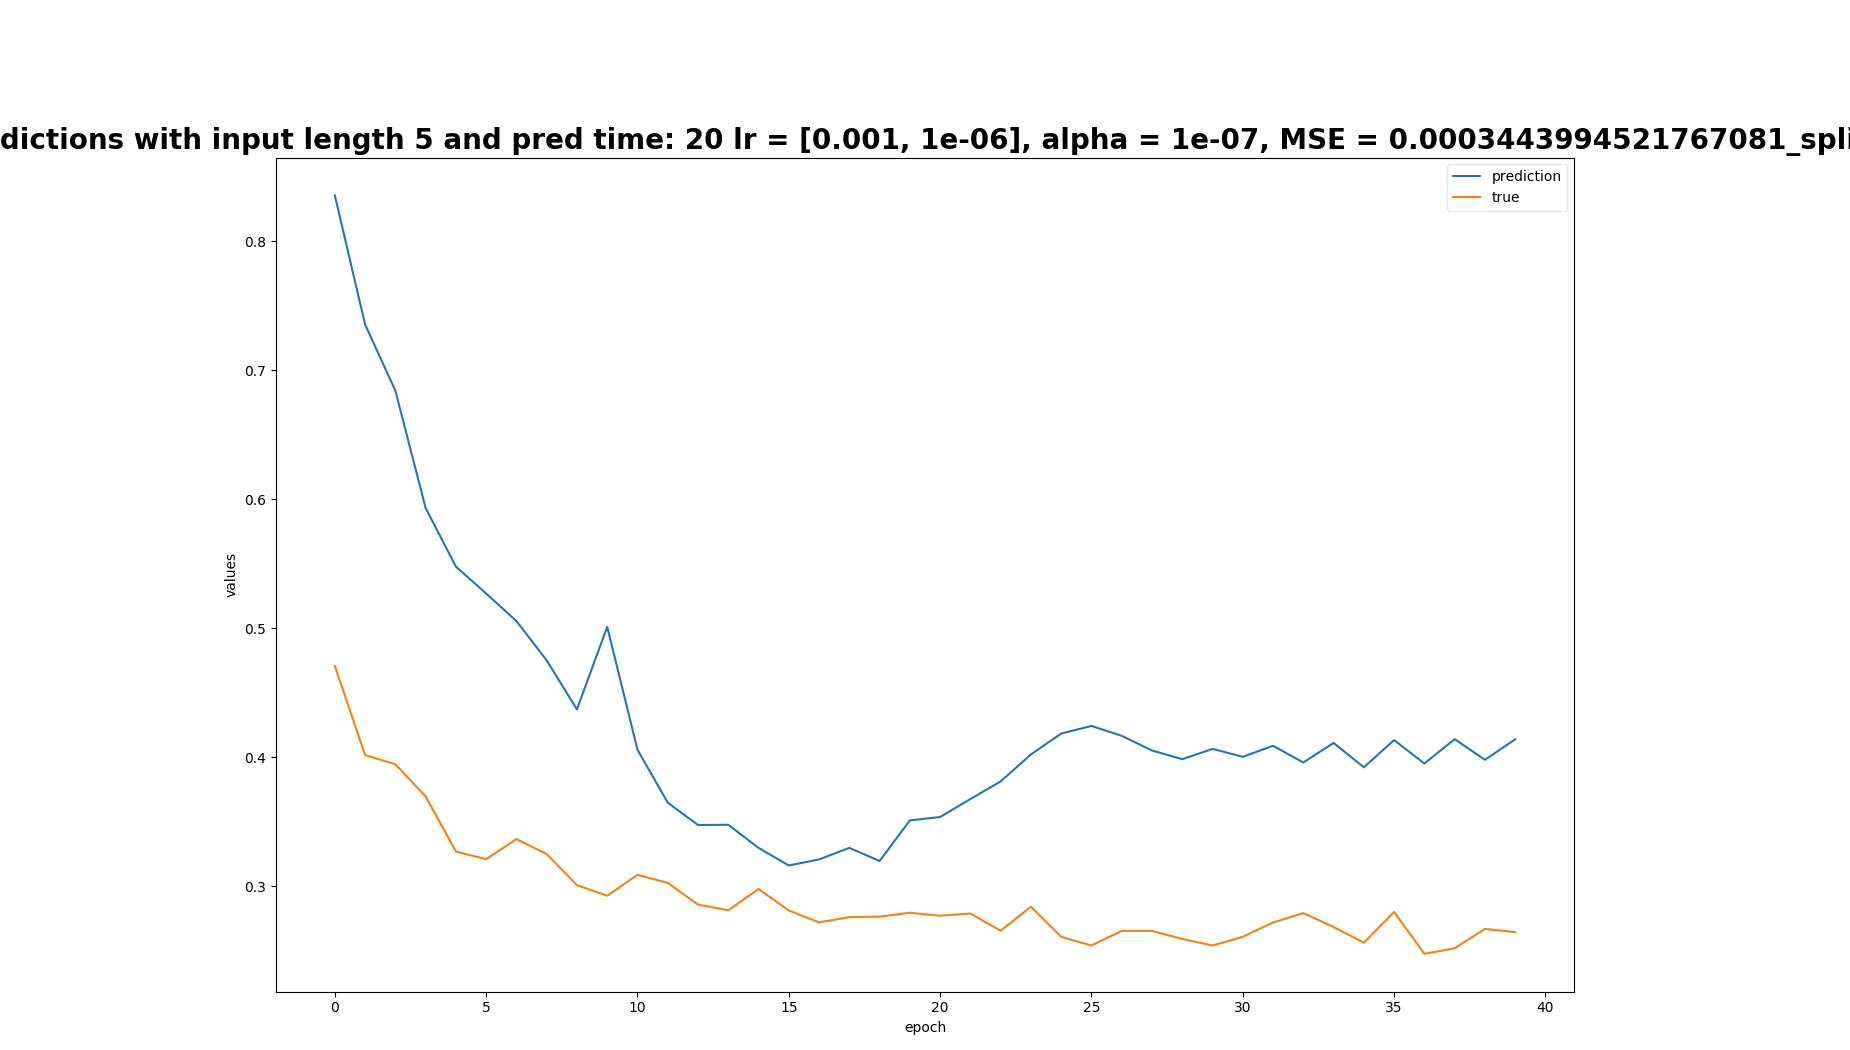 dictions with input length 5 and pred time: 20 lr = [0.001, 1e-06], alpha = 1e-07, MSE = 0.0003443994521767081_spli
prediction
true
0.8
0.7
0.6
0.5
0.4
0.3
values
0 5 10 15 20 25 30 35 40
epoch